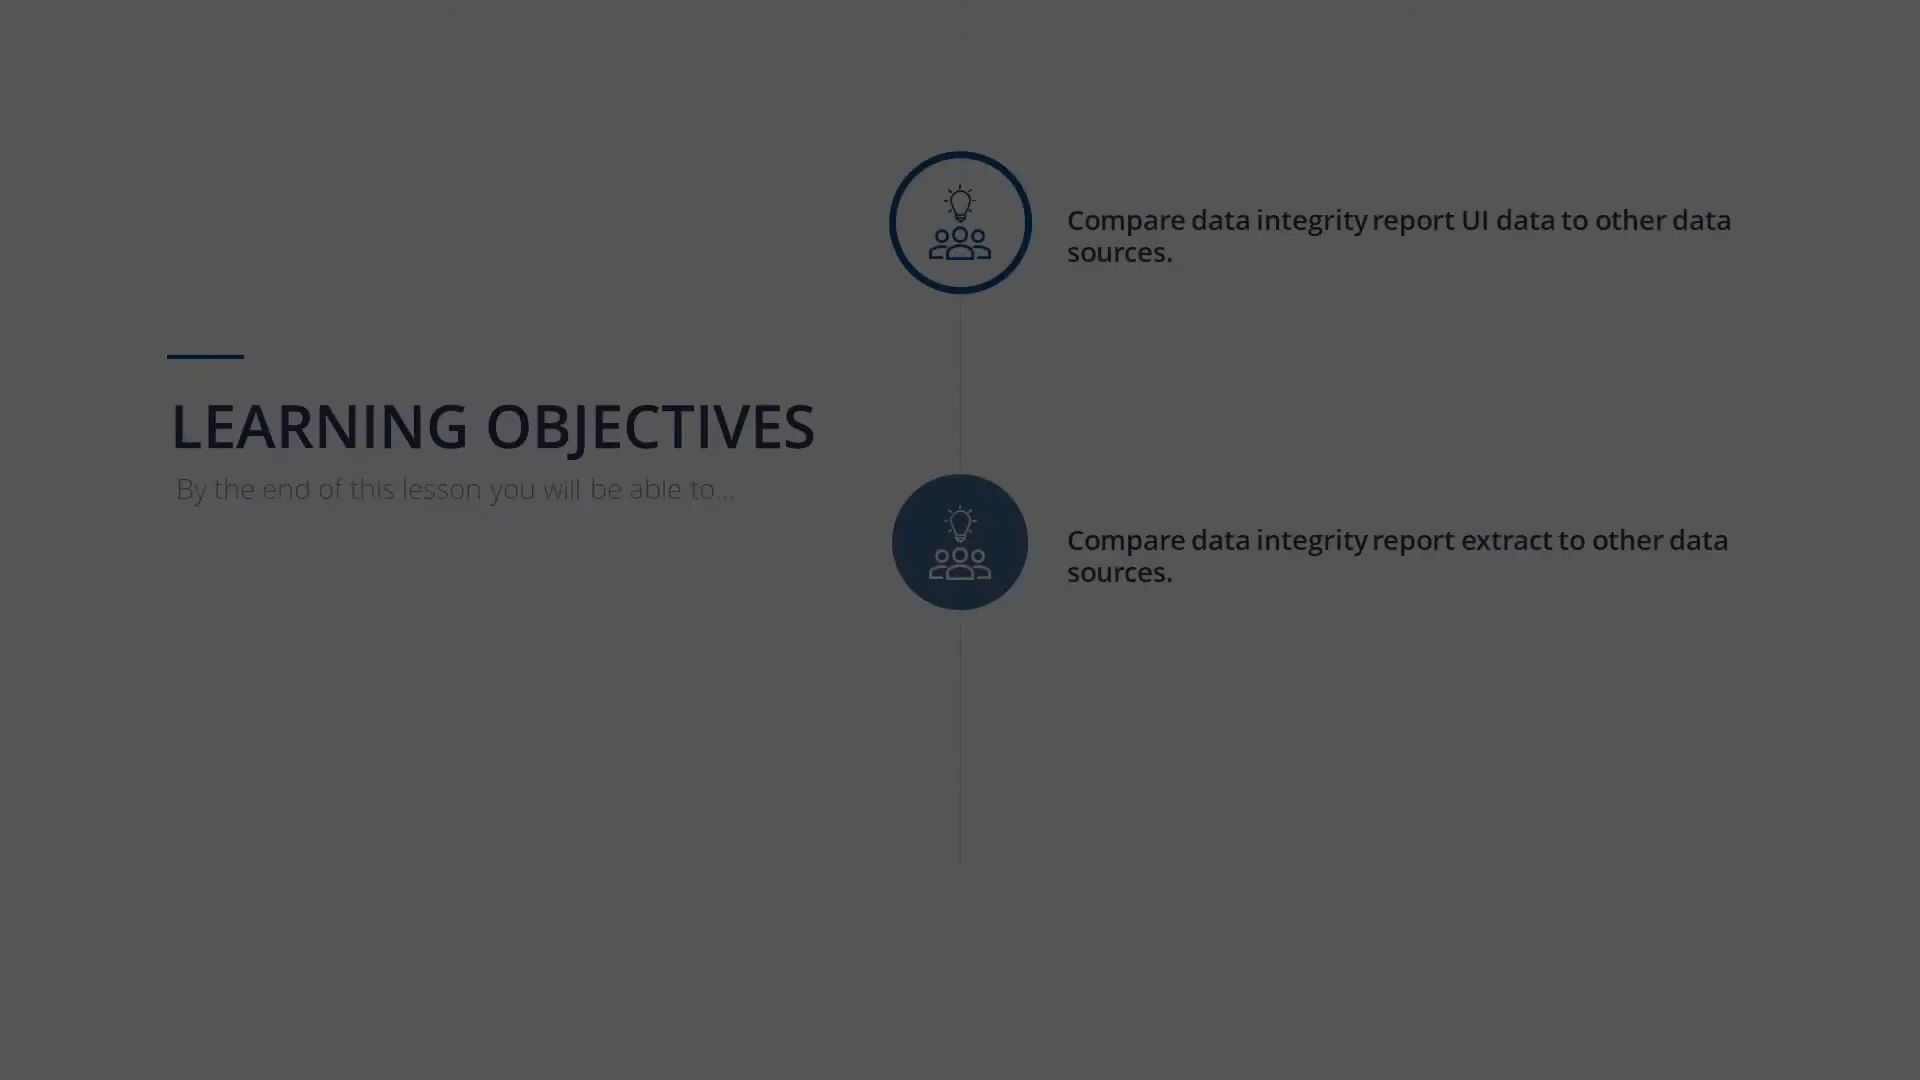 LEARNING OBJECTIVES
By the end of this lesson you will be able to...
Compare data integrity report UI data to other data
sources.
Compare data integrity report extract to other data
sources.